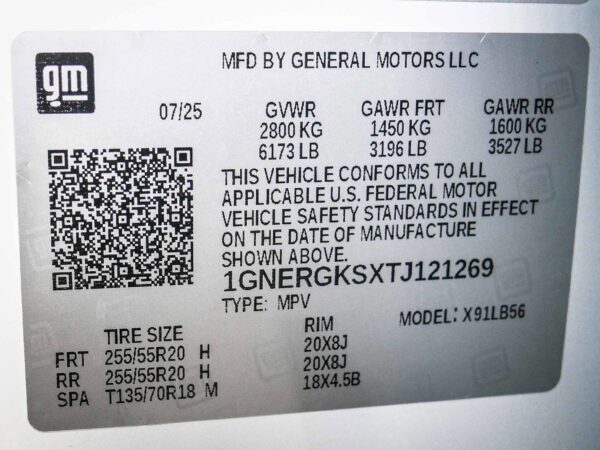 gm
MFD BY GENERAL MOTORS LLC
07/25 GVWR GAWR FRT GAWR RR
2800 KG 1450 KG 1600 KG
6173 LB 3196 LB 3527 LB
THIS VEHICLE CONFORMS TO ALL
APPLICABLE U.S. FEDERAL MOTOR
VEHICLE SAFETY STANDARDS IN EFFECT
ON THE DATE OF MANUFACTURE
SHOWN ABOVE.
1GNERGKSXTJ121269
TYPE: MPV MODEL: X91LB56
TIRE SIZE RIM
FRT 255/55R20 H 20X8J
RR 255/55R20 H 20X8J
SPA T135/70R18 M 18X4.5B